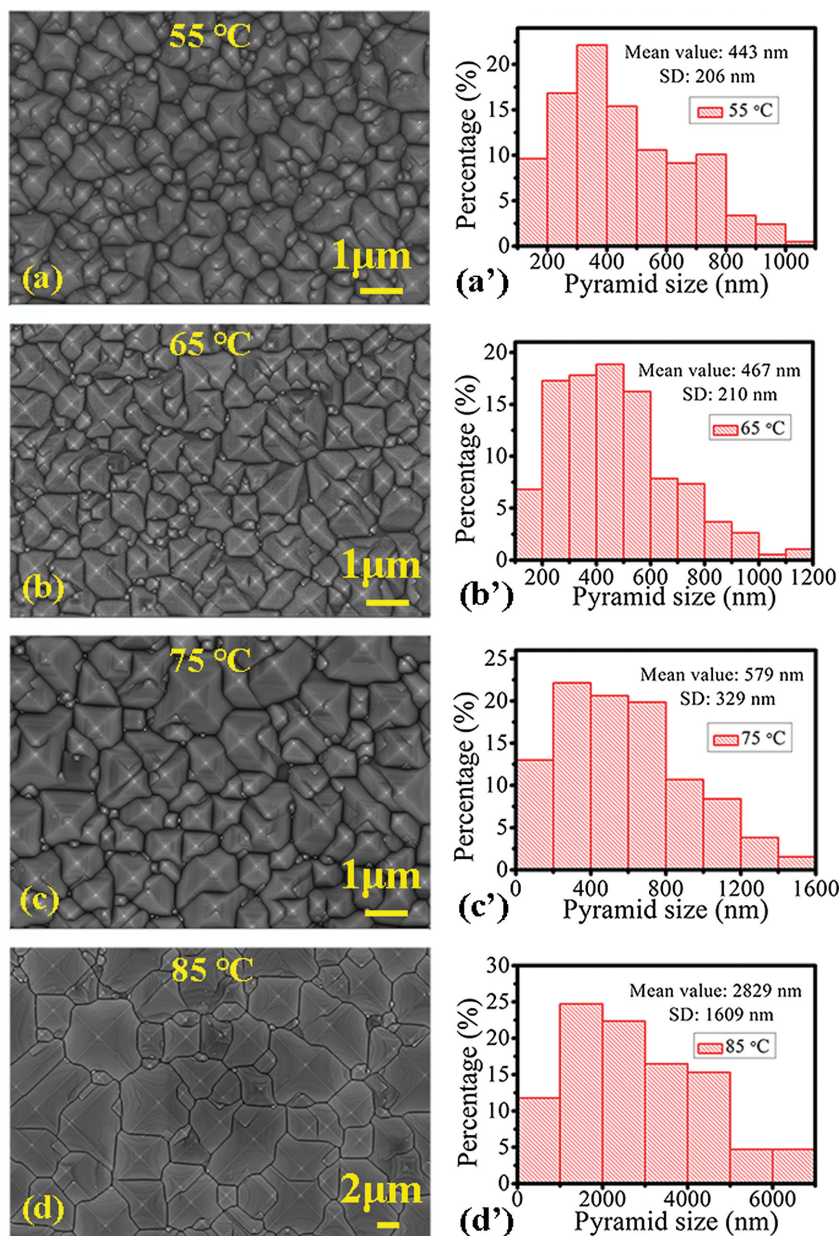 55 °C
1μm
(a)
Percentage (%)
20
15
10
5
0
200 400 600 800 1000
Pyramid size (nm)
Mean value: 443 nm
SD: 206 nm
55 °C
(a')
65 °C
1μm
(b)
Percentage (%)
20
15
10
5
0
200 400 600 800 1000 1200
Pyramid size (nm)
Mean value: 467 nm
SD: 210 nm
65 °C
(b')
75 °C
1μm
(c)
Percentage (%)
25
20
15
10
5
0
0 400 800 1200 1600
Pyramid size (nm)
Mean value: 579 nm
SD: 329 nm
75 °C
(c')
85 °C
2μm
(d)
Percentage (%)
30
25
20
15
10
5
0
0 2000 4000 6000
Pyramid size (nm)
Mean value: 2829 nm
SD: 1609 nm
85 °C
(d')